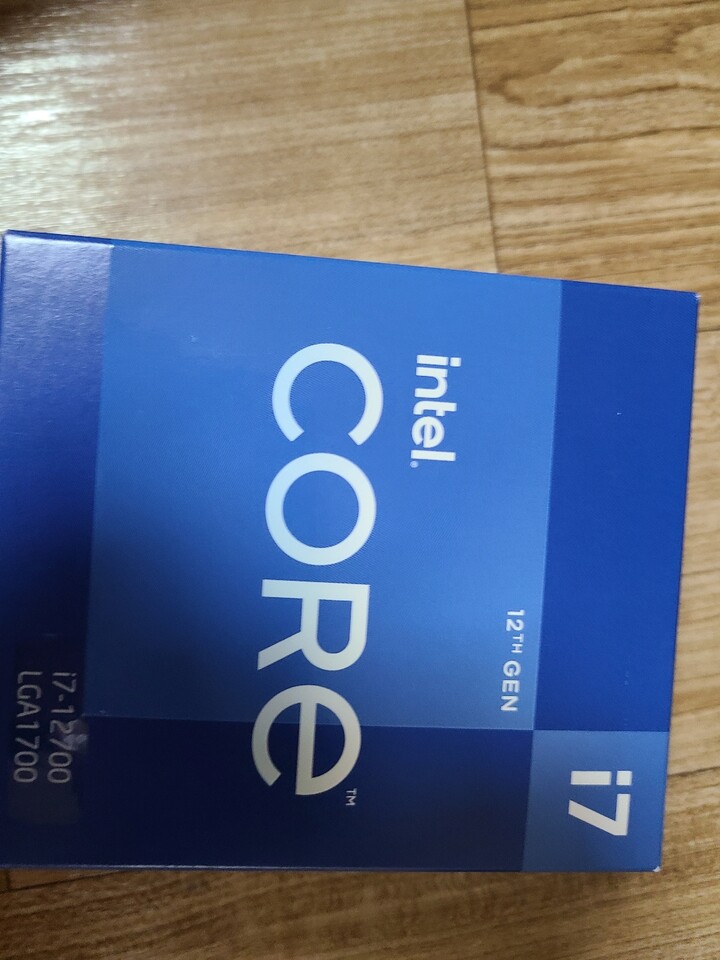 i7
12TH GEN
intel.
CORe™
i7-12700
LGA1700